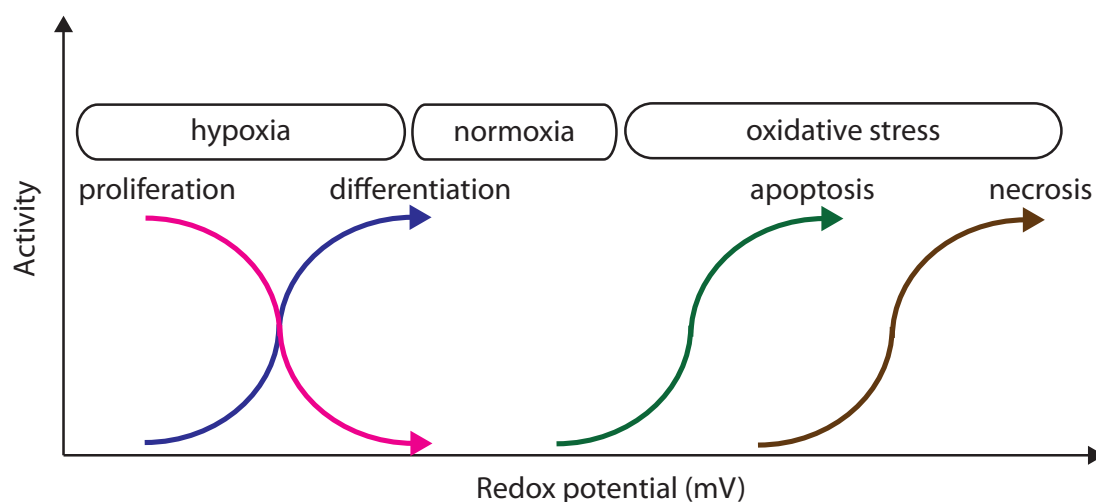 hypoxia
normoxia
oxidative stress
proliferation
differentiation
apoptosis
necrosis
Activity
Redox potential (mV)